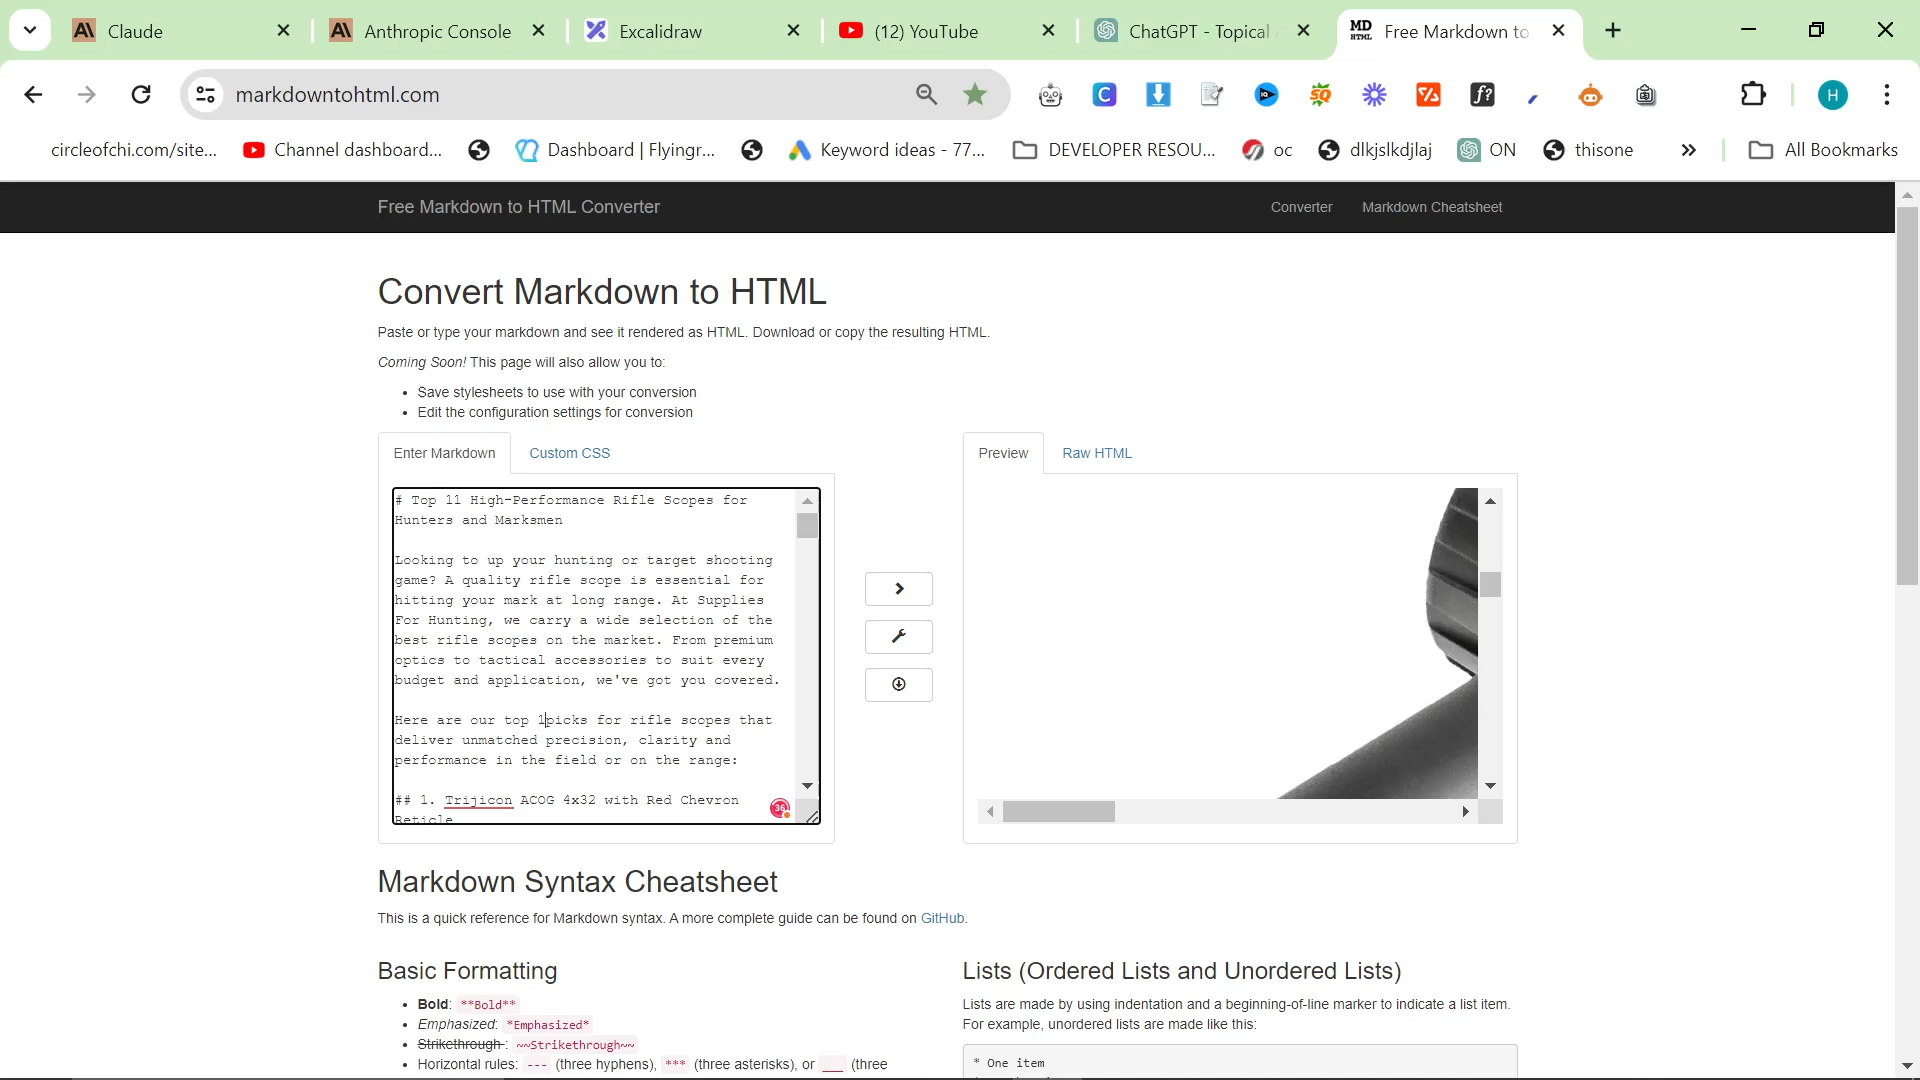 Claude
Anthropic Console
Excalidraw
(12) YouTube
ChatGPT - Topical
MD HTML Free Markdown to
markdowntohtml.com
H
circleofchi.com/site...
Channel dashboard...
Dashboard | Flyingr...
Keyword ideas - 77...
DEVELOPER RESOU...
oc
dlkjslkdjlaj
ON
thisone
All Bookmarks
Free Markdown to HTML Converter
Converter
Markdown Cheatsheet
Convert Markdown to HTML
Paste or type your markdown and see it rendered as HTML. Download or copy the resulting HTML.
Coming Soon! This page will also allow you to:
• Save stylesheets to use with your conversion
• Edit the configuration settings for conversion
Enter Markdown
Custom CSS
Preview
Raw HTML
# Top 11 High-Performance Rifle Scopes for
Hunters and Marksmen
Looking to up your hunting or target shooting
game? A quality rifle scope is essential for
hitting your mark at long range. At Supplies
For Hunting, we carry a wide selection of the
best rifle scopes on the market. From premium
optics to tactical accessories to suit every
budget and application, we've got you covered.
Here are our top 1picks for rifle scopes that
deliver unmatched precision, clarity and
performance in the field or on the range:
## 1. Trijicon ACOG 4x32 with Red Chevron
Reticle
Markdown Syntax Cheatsheet
This is a quick reference for Markdown syntax. A more complete guide can be found on GitHub.
Basic Formatting
• Bold: **Bold**
• Emphasized: *Emphasized*
• Strikethrough : ~~Strikethrough~~
• Horizontal rules: --- (three hyphens), *** (three asterisks), or ___ (three
Lists (Ordered Lists and Unordered Lists)
Lists are made by using indentation and a beginning-of-line marker to indicate a list item.
For example, unordered lists are made like this:
* One item